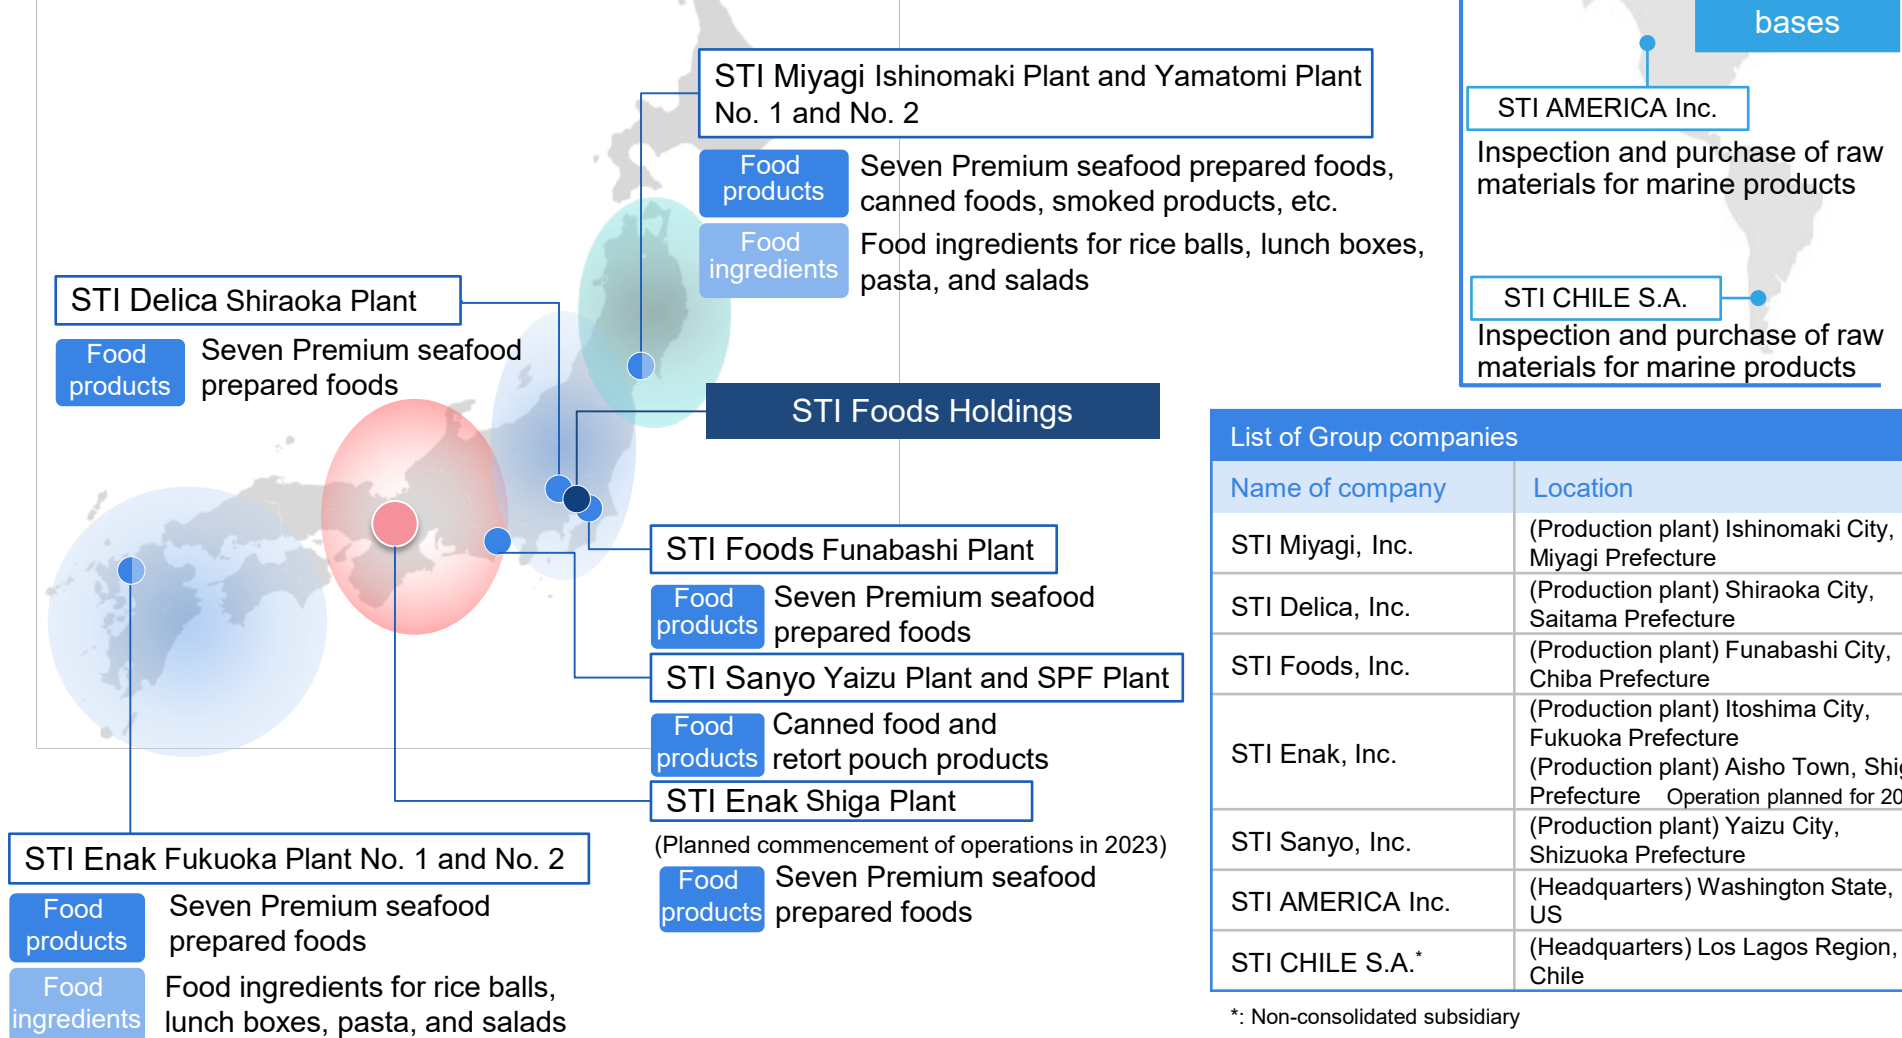 bases
STI AMERICA Inc.
Inspection and purchase of raw
materials for marine products
STI CHILE S.A.
Inspection and purchase of raw
materials for marine products
STI Miyagi Ishinomaki Plant and Yamatomi Plant
No. 1 and No. 2
Food
products
Seven Premium seafood prepared foods,
canned foods, smoked products, etc.
Food
ingredients
Food ingredients for rice balls, lunch boxes,
pasta, and salads
STI Delica Shiraoka Plant
Food
products
Seven Premium seafood
prepared foods
STI Foods Holdings
STI Foods Funabashi Plant
Food
products
Seven Premium seafood
prepared foods
STI Sanyo Yaizu Plant and SPF Plant
Food
products
Canned food and
retort pouch products
STI Enak Shiga Plant
(Planned commencement of operations in 2023)
Food
products
Seven Premium seafood
prepared foods
STI Enak Fukuoka Plant No. 1 and No. 2
Food
products
Seven Premium seafood
prepared foods
Food
ingredients
Food ingredients for rice balls,
lunch boxes, pasta, and salads
List of Group companies
Name of company
Location
STI Miyagi, Inc.
(Production plant) Ishinomaki City,
Miyagi Prefecture
STI Delica, Inc.
(Production plant) Shiraoka City,
Saitama Prefecture
STI Foods, Inc.
(Production plant) Funabashi City,
Chiba Prefecture
STI Enak, Inc.
(Production plant) Itoshima City,
Fukuoka Prefecture
(Production plant) Aisho Town,
Prefecture Operation planned for
STI Sanyo, Inc.
(Production plant) Yaizu City,
Shizuoka Prefecture
STI AMERICA Inc.
(Headquarters) Washington State,
US
STI CHILE S.A.*
(Headquarters) Los Lagos Region,
Chile
*: Non-consolidated subsidiary